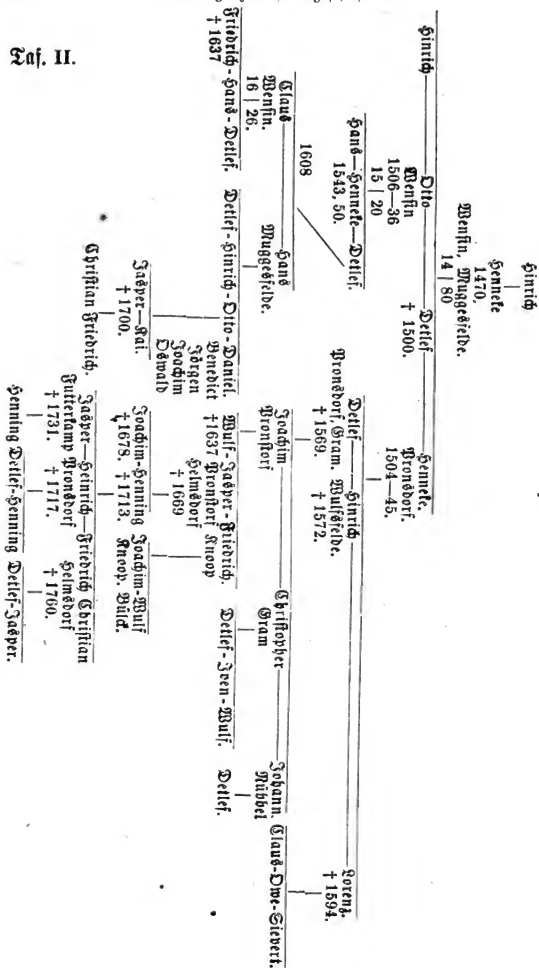 Taf. II.
Hinrich
Henneke
1470,
Wensin, Muggesfelde.
14 | 80
Hinrich — Otto — Detlef — Henneke,
Wensin † 1500. Pronsdorf.
1506—36 1504—45.
15 | 20
Hans—Henneke—Detlef.
1543, 50.
Detlef — Hinrich — Lorenz.
Pronsdorf, Gram. Wulfsfelde. † 1594.
† 1569. † 1572.
1608
Claus — Hans
Wensin. Muggesfelde.
16 | 26.
Joachim — Christopher — Johann.
Pronstorf Gram Nübbel
Claus-Owe-Sievert.
Friedrich-Hans-Detlef.
† 1637
Detlef-Hinrich-Otto-Daniel.
Benedict
Jörgen
Joachim
Oswald
Wulf-Jasper-Friedrich.
† 1637 Pronstorf Knoop
Helmsdorf
† 1669
Detlef-Iven-Wulf.
Detlef.
Jasper—Kai.
† 1700.
Joachim-Henning
† 1678. † 1713.
Joachim-Wulf
Knoop. Bülck.
Christian Friedrich.
Jasper—Heinrich—Friedrich Christian
Futterkamp Pronsdorf Helmsdorf
† 1731. † 1717. † 1760.
Henning Detlef-Henning Detlef-Jasper.